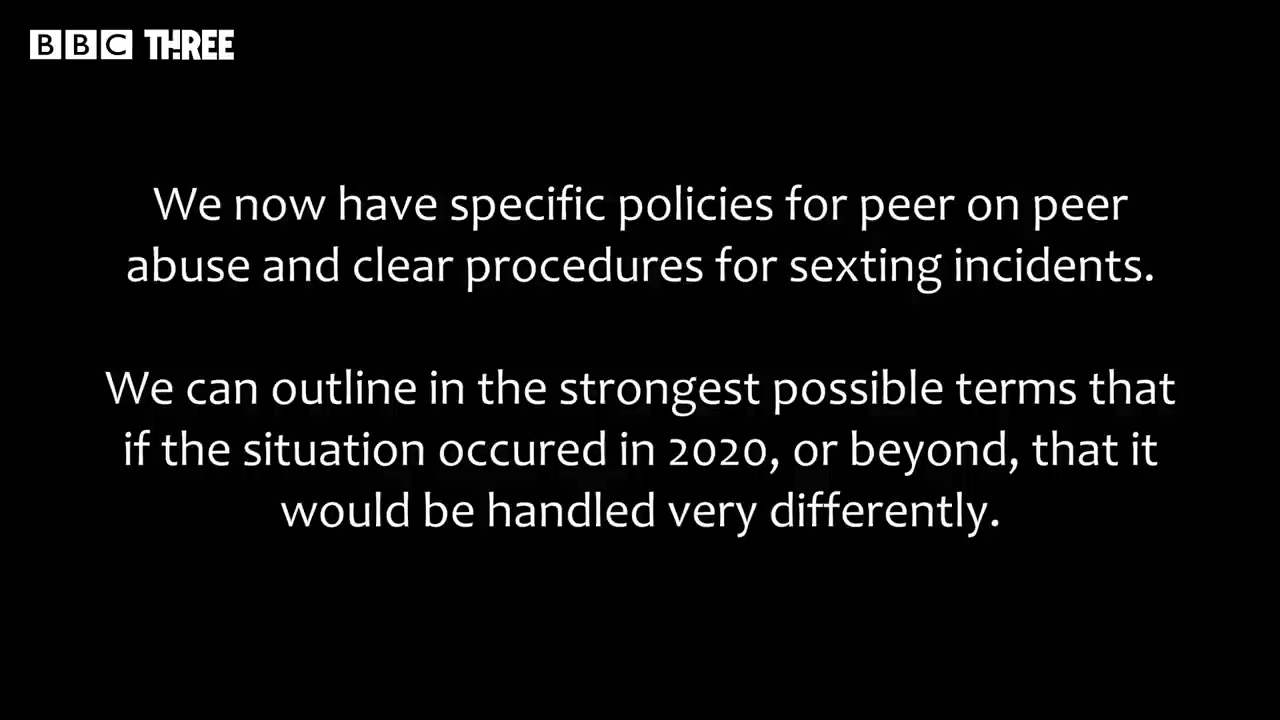 BBC THREE
We now have specific policies for peer on peer
abuse and clear procedures for sexting incidents.
We can outline in the strongest possible terms that
if the situation occured in 2020, or beyond, that it
would be handled very differently.